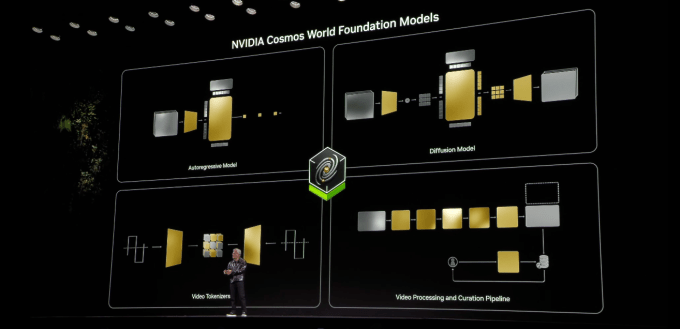 NVIDIA Cosmos World Foundation Models
Autoregressive Model
Diffusion Model
Video Tokenizers
Video Processing and Curation Pipeline